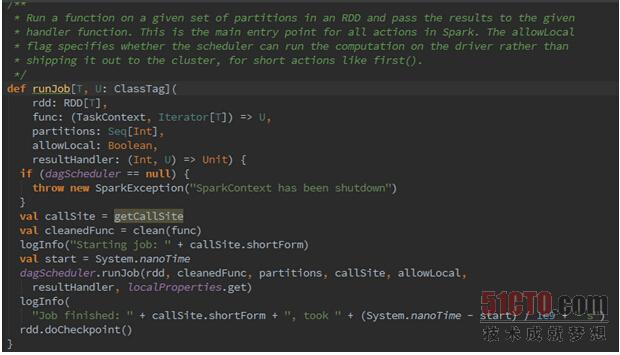 /**
 * Run a function on a given set of partitions in an RDD and pass the results to the given
 * handler function. This is the main entry point for all actions in Spark. The allowLocal
 * flag specifies whether the scheduler can run the computation on the driver rather than
 * shipping it out to the cluster, for short actions like first().
 */
def runJob[T, U: ClassTag](
    rdd: RDD[T],
    func: (TaskContext, Iterator[T]) => U,
    partitions: Seq[Int],
    allowLocal: Boolean,
    resultHandler: (Int, U) => Unit) {
  if (dagScheduler == null) {
    throw new SparkException("SparkContext has been shutdown")
  }
  val callSite = getCallSite
  val cleanedFunc = clean(func)
  logInfo("Starting job: " + callSite.shortForm)
  val start = System.nanoTime
  dagScheduler.runJob(rdd, cleanedFunc, partitions, callSite, allowLocal,
    resultHandler, localProperties.get)
  logInfo(
    "Job finished: " + callSite.shortForm + ", took " + (System.nanoTime - start) / 1e9 + " s")
  rdd.doCheckpoint()
}
51CTO.com
技术成就梦想